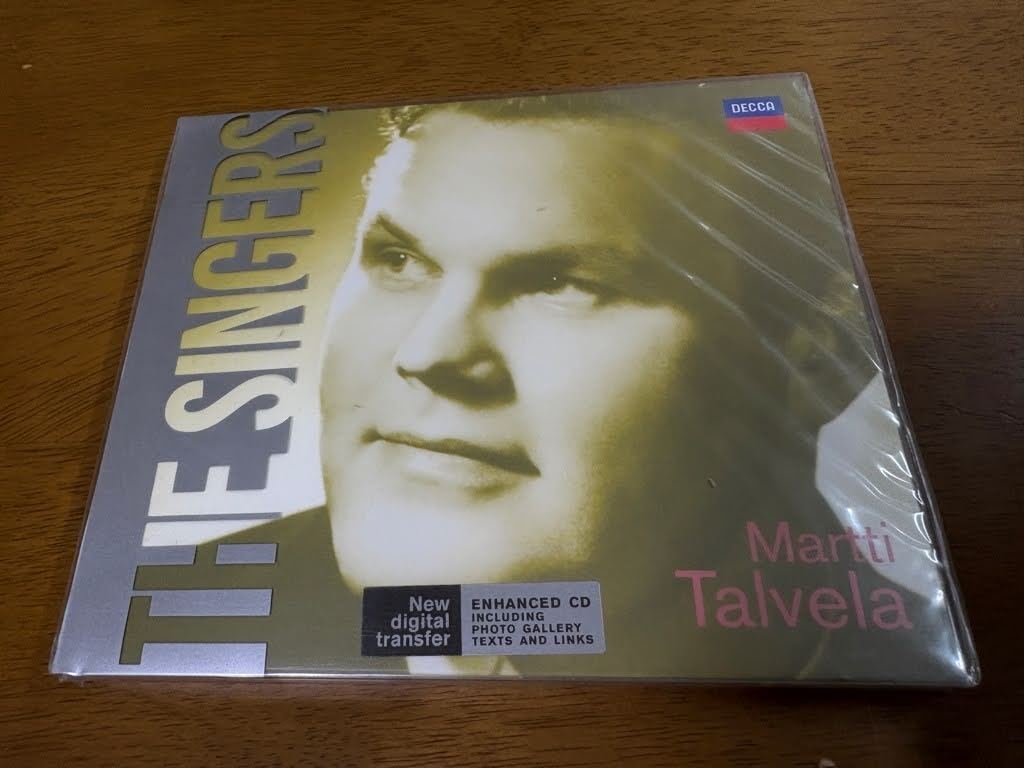 THE SINGERS
DECCA
Martti
Talvela
New
digital
transfer
ENHANCED CD
INCLUDING
PHOTO GALLERY
TEXTS AND LINKS